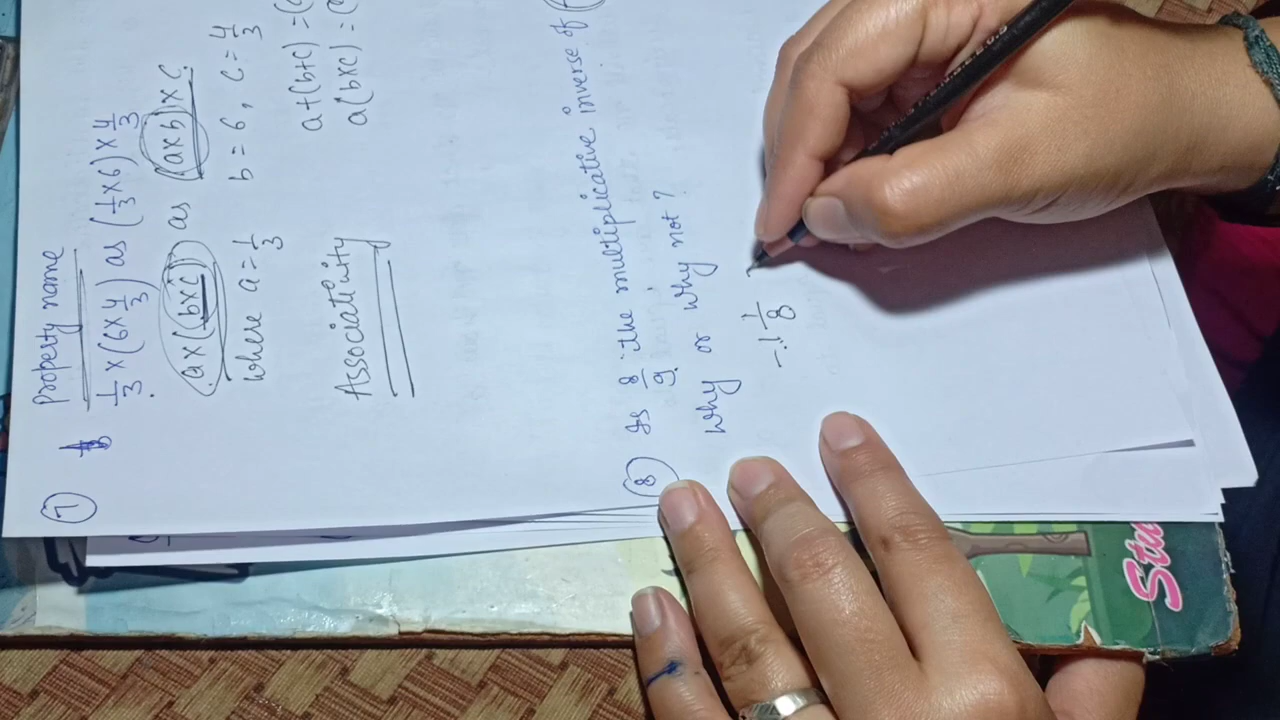 ⑦ Property name
1/3 × (6 × 4/3) as (1/3 × 6) × 4/3
a × (b×c) as (a×b) × c
where a = 1/3 b = 6, c = 4/3
a+(b+c) = (
Associativity a(b×c) = (
⑧ Is 8/9 the multiplicative inverse of (
Why or why not?
-1 1/8
Stu